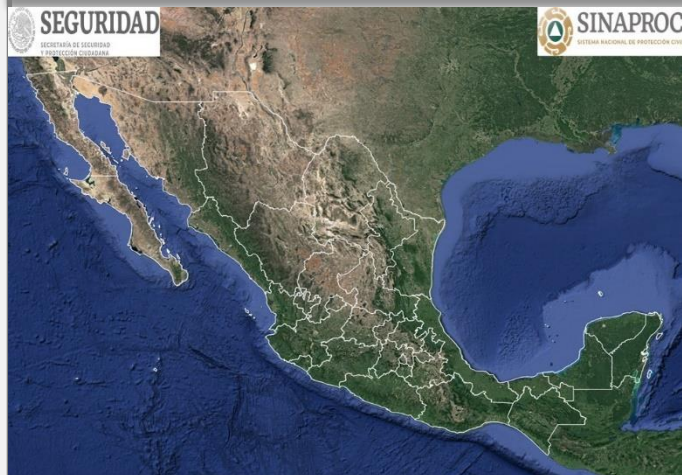 SEGURIDAD
SECRETARÍA DE SEGURIDAD
Y PROTECCIÓN CIUDADANA
SINAPROC
SISTEMA NACIONAL DE PROTECCIÓN CIVIL